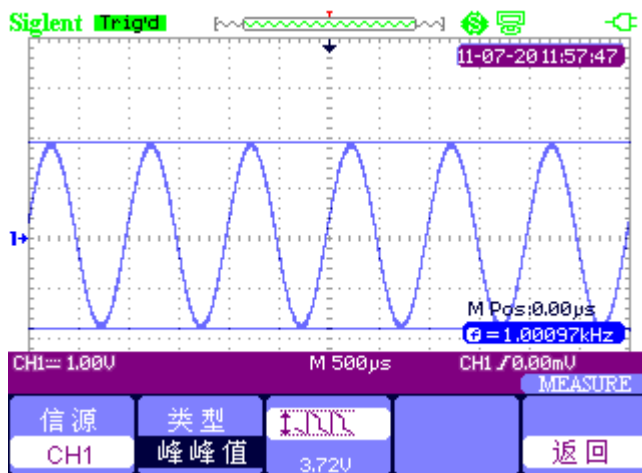 Siglent Trig'd
T
11-07-20 11:57:47
1
M Pos:0.00μs
f = 1.00097kHz
CH1 1.00V M 500μs CH1 0.00mV
MEASURE
信源 类型
CH1 峰峰值 3.72V 返回